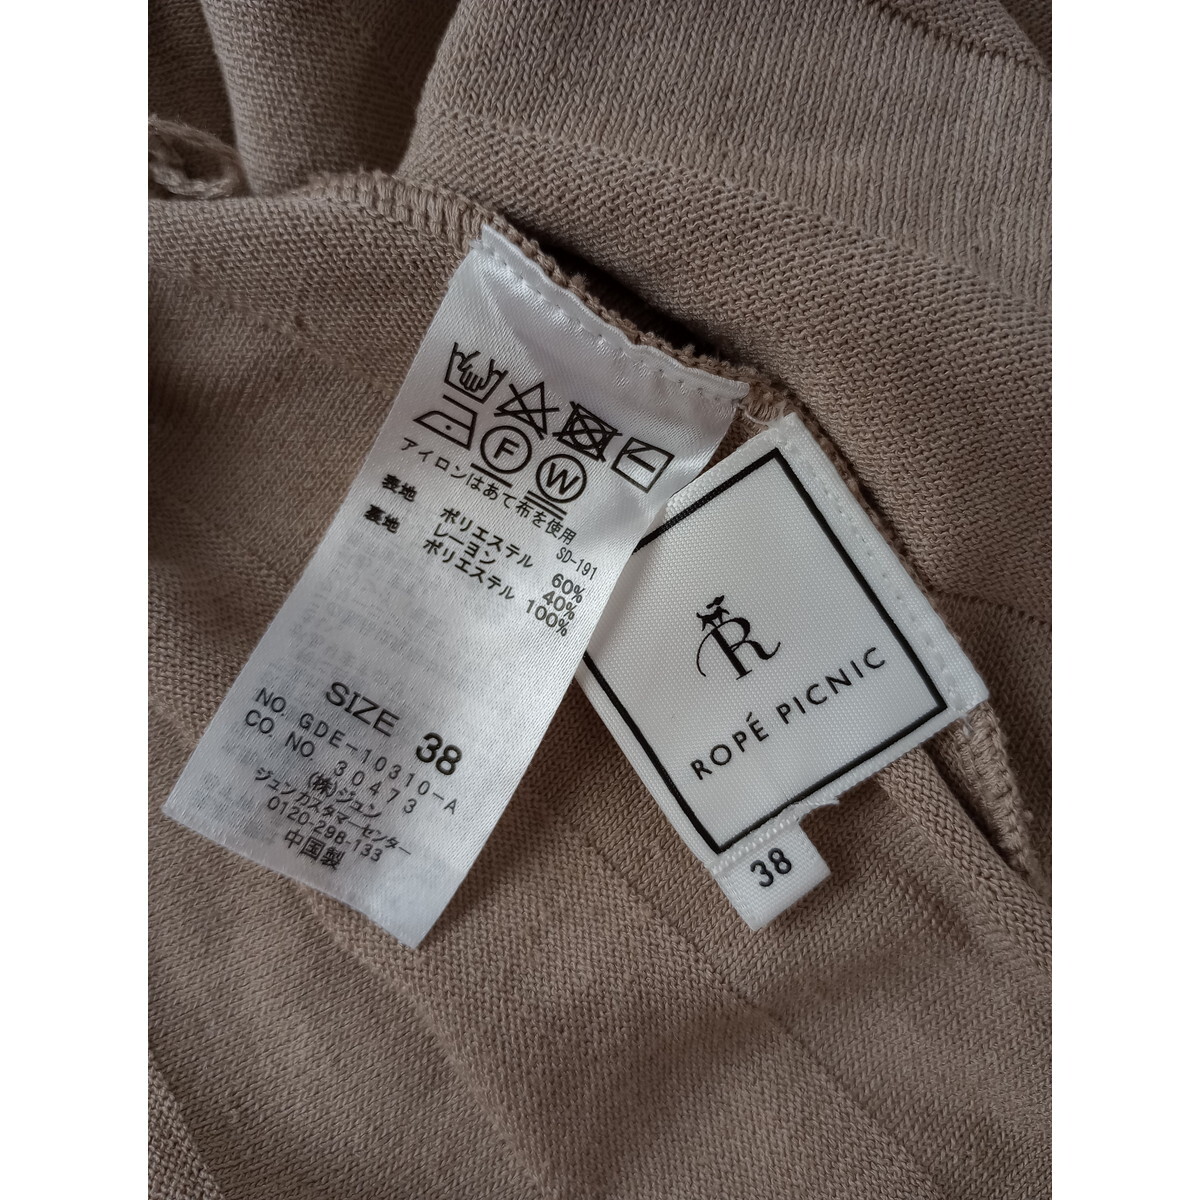 F
W
アイロンはあて布を使用
SD-191
表地 ポリエステル 60%
レーヨン 40%
裏地 ポリエステル 100%
SIZE 38
NO. GDE-10310-A
CO. NO. 30473
(株)ジュン
ジュンカスタマーセンター
0120-298-133
中国製
R
ROPÉ PICNIC
38